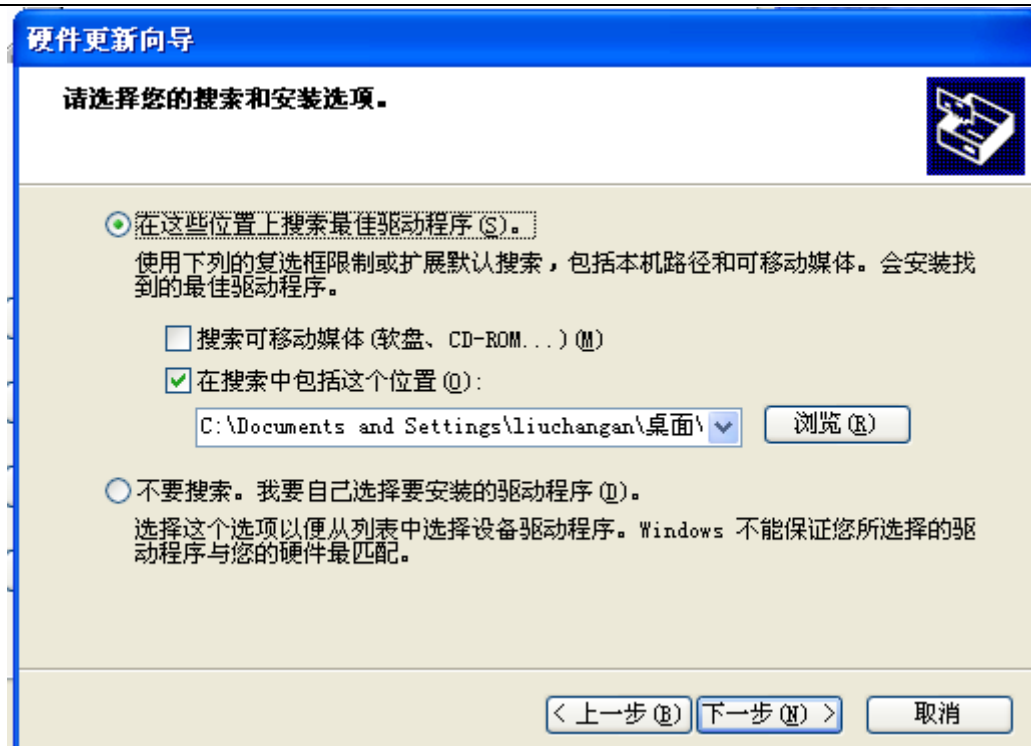 硬件更新向导
请选择您的搜索和安装选项。
在这些位置上搜索最佳驱动程序(S)。
使用下列的复选框限制或扩展默认搜索，包括本机路径和可移动媒体。会安装找
到的最佳驱动程序。
搜索可移动媒体(软盘、CD-ROM...)(M)
在搜索中包括这个位置(O):
C:\Documents and Settings\liuchangan\桌面\
浏览(R)
不要搜索。我要自己选择要安装的驱动程序(D)。
选择这个选项以便从列表中选择设备驱动程序。Windows 不能保证您所选择的驱
动程序与您的硬件最匹配。
< 上一步(B) 下一步(N) > 取消